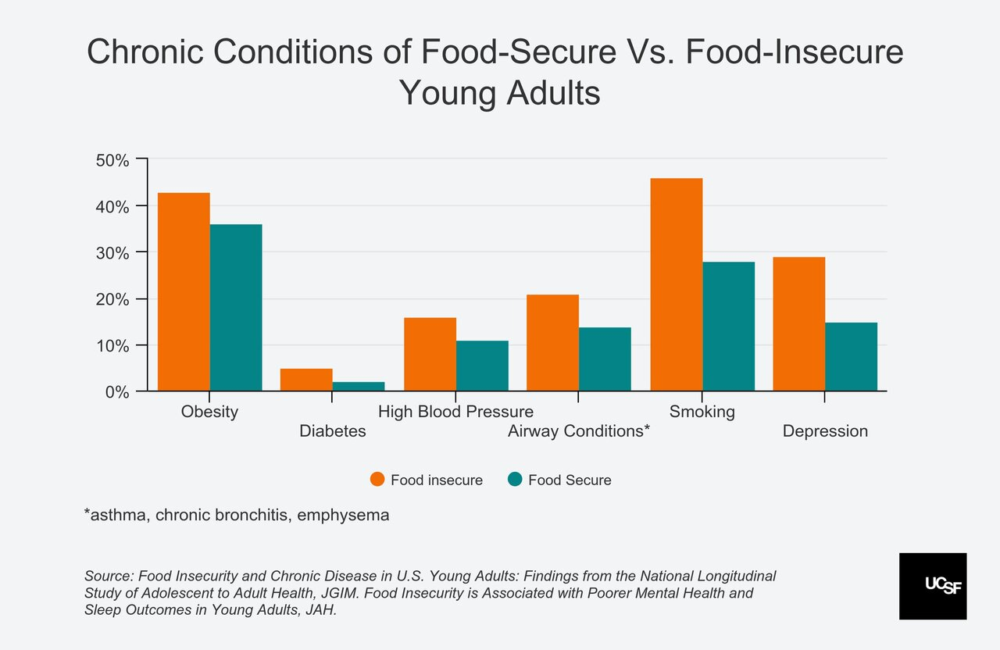 Chronic Conditions of Food-Secure Vs. Food-Insecure
Young Adults
50%
40%
30%
20%
10%
0%
Obesity
Diabetes
High Blood Pressure
Airway Conditions*
Smoking
Depression
Food insecure
Food Secure
*asthma, chronic bronchitis, emphysema
Source: Food Insecurity and Chronic Disease in U.S. Young Adults: Findings from the National Longitudinal
Study of Adolescent to Adult Health, JGIM. Food Insecurity is Associated with Poorer Mental Health and
Sleep Outcomes in Young Adults, JAH.
UCSF